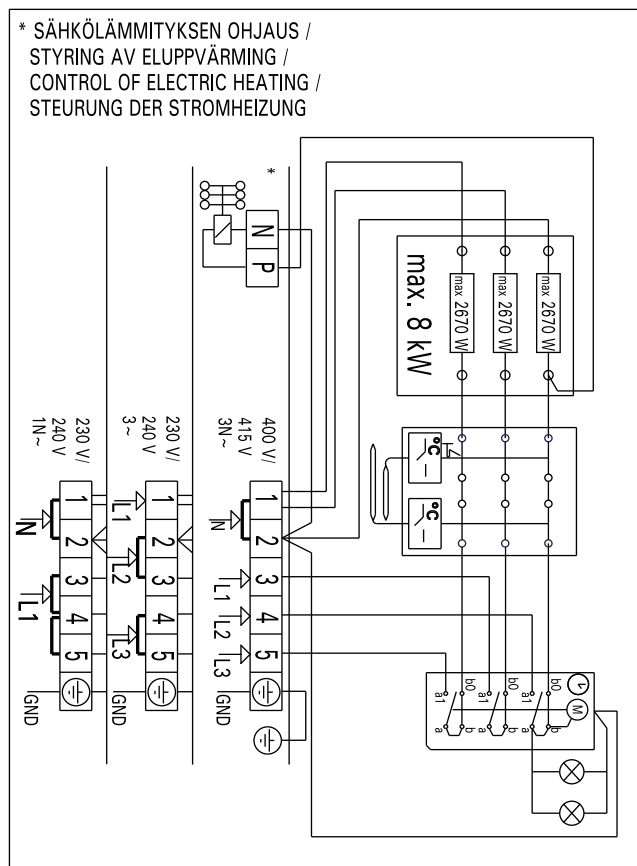 * SÄHKÖLÄMMITYKSEN OHJAUS /
STYRING AV ELUPPVÄRMING /
CONTROL OF ELECTRIC HEATING /
STEURUNG DER STROMHEIZUNG
*
N
P
max. 8 kW
max 2670 W
max 2670 W
max 2670 W
°C
°C
230 V/
240 V
1N~
1
2
3
4
5
N
L1
GND
230 V/
240 V
3~
1
2
3
4
5
L1
L2
L3
GND
400 V/
415 V
3N~
1
2
3
4
5
N
L1
L2
L3
GND
b0
a1
b0
a1
b0
a1
a
b
a
b
a
b
M